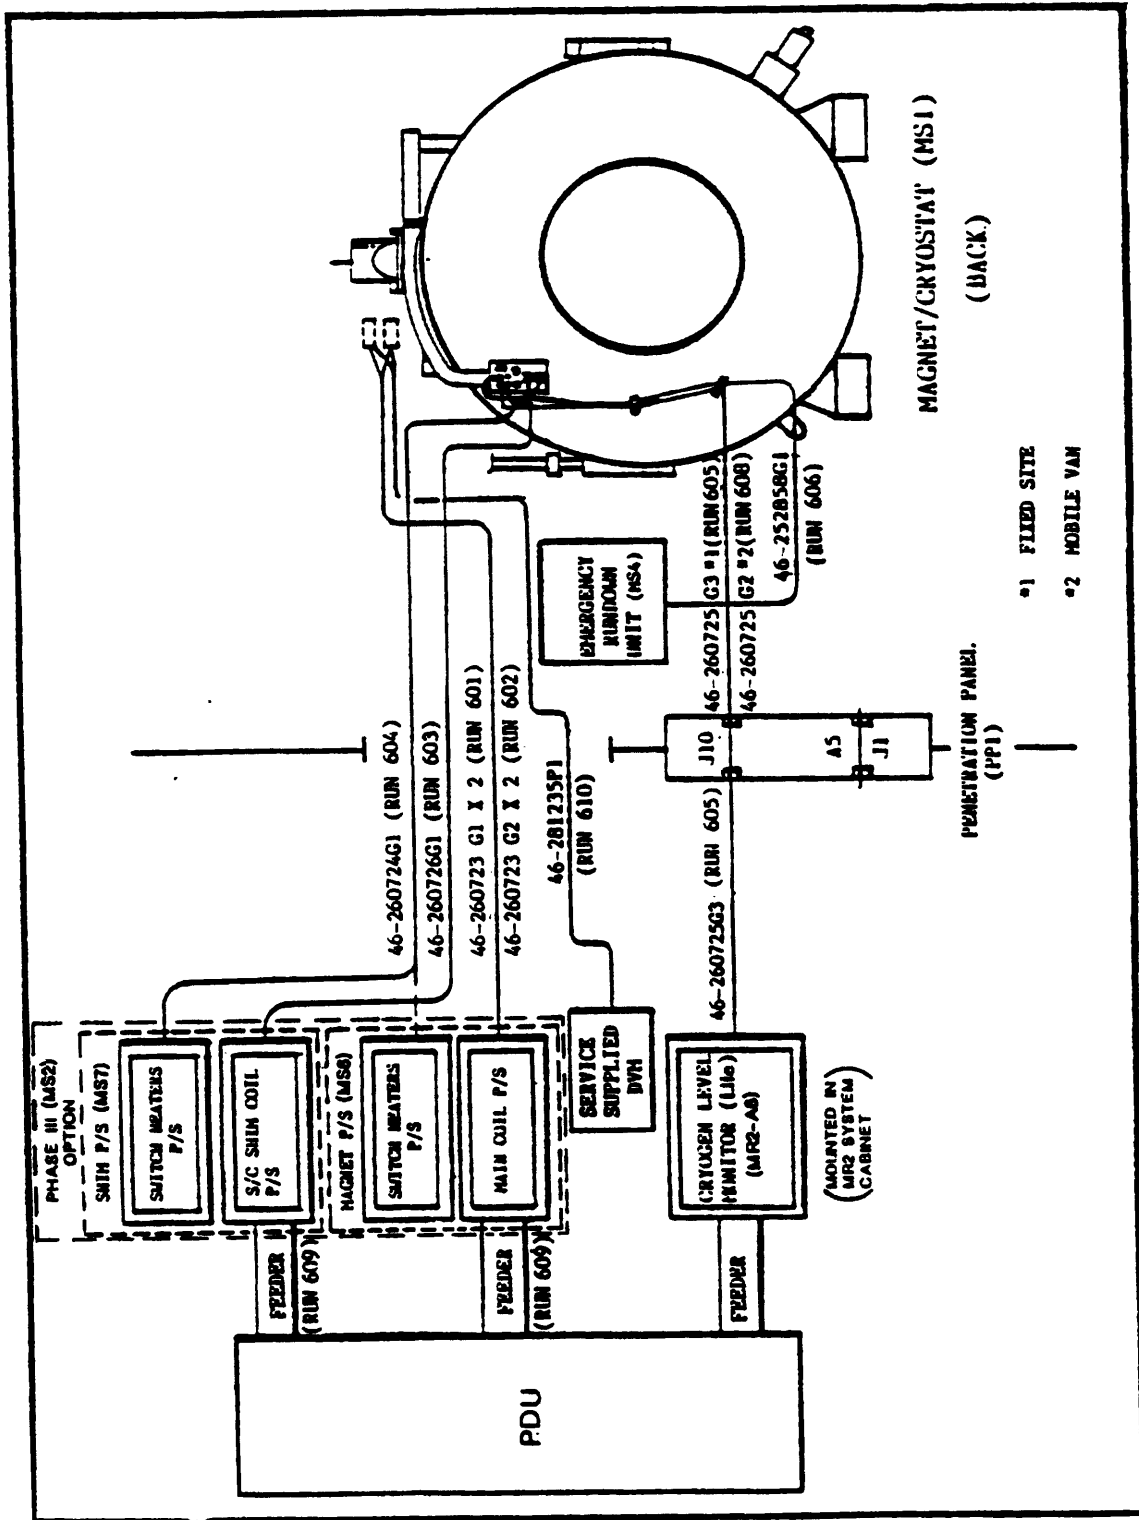 PHASE III (MS2)
OPTION
SHIM P/S (MS7)
SWITCH HEATERS
P/S
S/C SHIM COIL
P/S
MAGNET P/S (MS6)
SWITCH HEATERS
P/S
MAIN COIL P/S
FEEDER
(RUN 609)
FEEDER
(RUN 609)
FEEDER
PDU
SERVICE
SUPPLIED
DVM
CRYOGEN LEVEL
MONITOR (LHe)
(MR2-A8)
(MOUNTED IN
MR2 SYSTEM
CABINET)
46-260724G1 (RUN 604)
46-260726G1 (RUN 603)
46-260723 G1 X 2 (RUN 601)
46-260723 G2 X 2 (RUN 602)
46-281235P1
(RUN 610)
46-260725G3 (RUN 605)
J10
A5
J1
PENETRATION PANEL
(PP1)
EMERGENCY
RUNDOWN
UNIT (MS4)
46-260725 G3 *1(RUN 605)
46-260725 G2 *2(RUN 608)
46-252858G1
(RUN 606)
MAGNET/CRYOSTAT (MS1)
(BACK)
*1 FIXED SITE
*2 MOBILE VAN